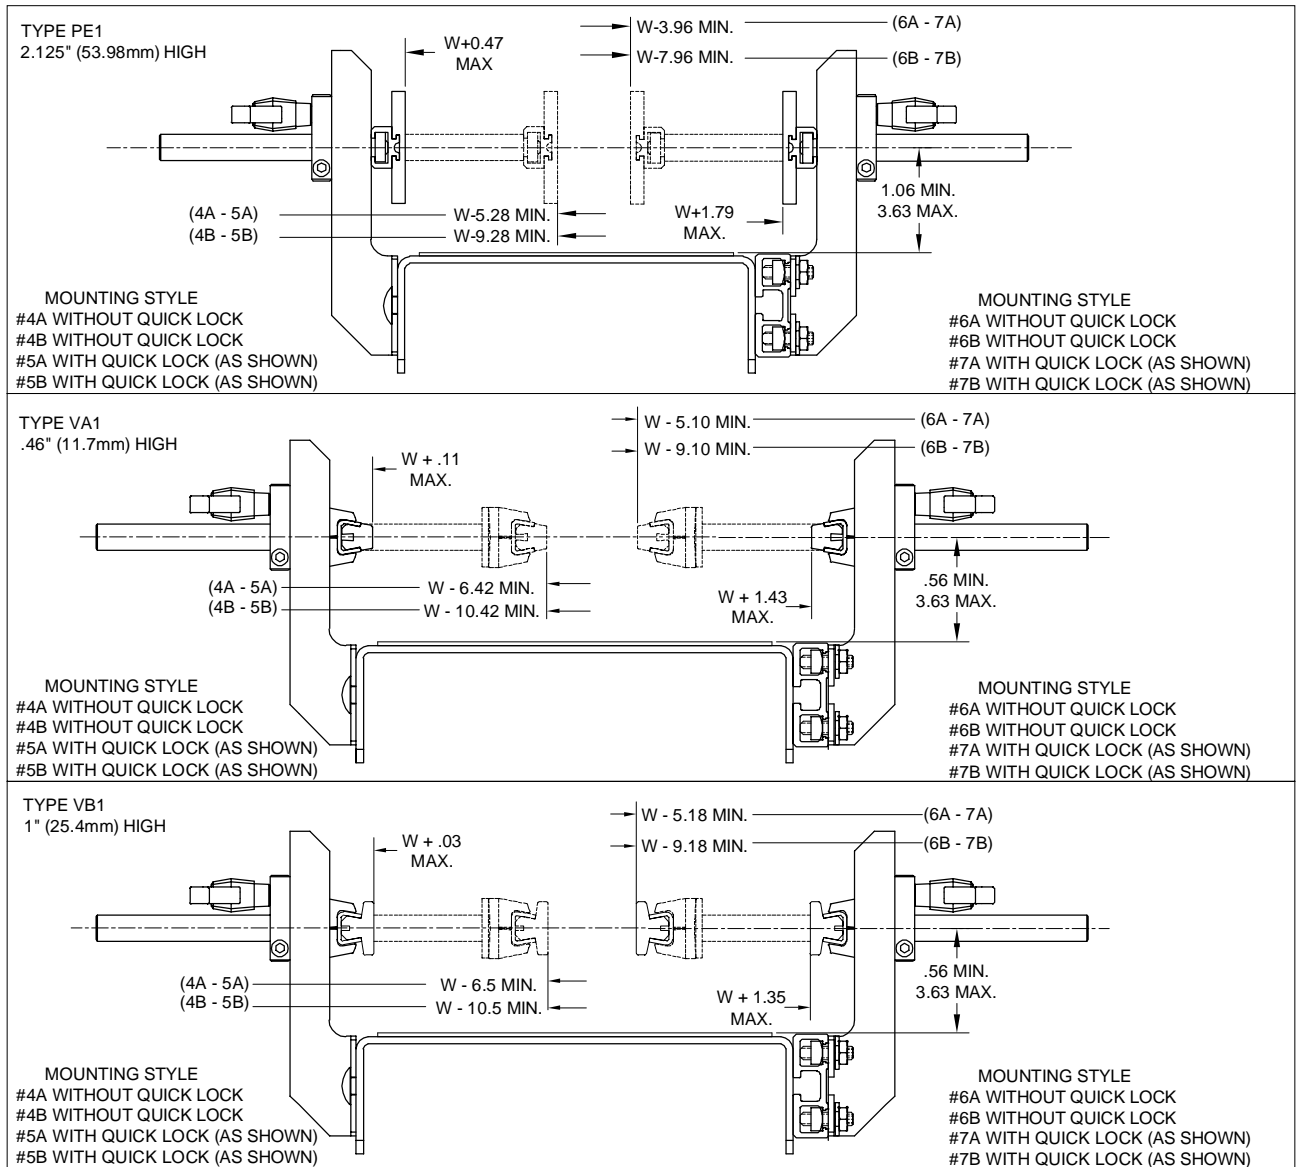 TYPE PE1
2.125" (53.98mm) HIGH
W+0.47
MAX
W-3.96 MIN.
(6A - 7A)
W-7.96 MIN.
(6B - 7B)
1.06 MIN.
3.63 MAX.
(4A - 5A)
W-5.28 MIN.
(4B - 5B)
W-9.28 MIN.
W+1.79
MAX.
MOUNTING STYLE
#4A WITHOUT QUICK LOCK
#4B WITHOUT QUICK LOCK
#5A WITH QUICK LOCK (AS SHOWN)
#5B WITH QUICK LOCK (AS SHOWN)
MOUNTING STYLE
#6A WITHOUT QUICK LOCK
#6B WITHOUT QUICK LOCK
#7A WITH QUICK LOCK (AS SHOWN)
#7B WITH QUICK LOCK (AS SHOWN)
TYPE VA1
.46" (11.7mm) HIGH
W + .11
MAX.
W - 5.10 MIN.
(6A - 7A)
W - 9.10 MIN.
(6B - 7B)
.56 MIN.
3.63 MAX.
(4A - 5A)
W - 6.42 MIN.
(4B - 5B)
W - 10.42 MIN.
W + 1.43
MAX.
MOUNTING STYLE
#4A WITHOUT QUICK LOCK
#4B WITHOUT QUICK LOCK
#5A WITH QUICK LOCK (AS SHOWN)
#5B WITH QUICK LOCK (AS SHOWN)
MOUNTING STYLE
#6A WITHOUT QUICK LOCK
#6B WITHOUT QUICK LOCK
#7A WITH QUICK LOCK (AS SHOWN)
#7B WITH QUICK LOCK (AS SHOWN)
TYPE VB1
1" (25.4mm) HIGH
W + .03
MAX.
W - 5.18 MIN.
(6A - 7A)
W - 9.18 MIN.
(6B - 7B)
.56 MIN.
3.63 MAX.
(4A - 5A)
W - 6.5 MIN.
(4B - 5B)
W - 10.5 MIN.
W + 1.35
MAX.
MOUNTING STYLE
#4A WITHOUT QUICK LOCK
#4B WITHOUT QUICK LOCK
#5A WITH QUICK LOCK (AS SHOWN)
#5B WITH QUICK LOCK (AS SHOWN)
MOUNTING STYLE
#6A WITHOUT QUICK LOCK
#6B WITHOUT QUICK LOCK
#7A WITH QUICK LOCK (AS SHOWN)
#7B WITH QUICK LOCK (AS SHOWN)